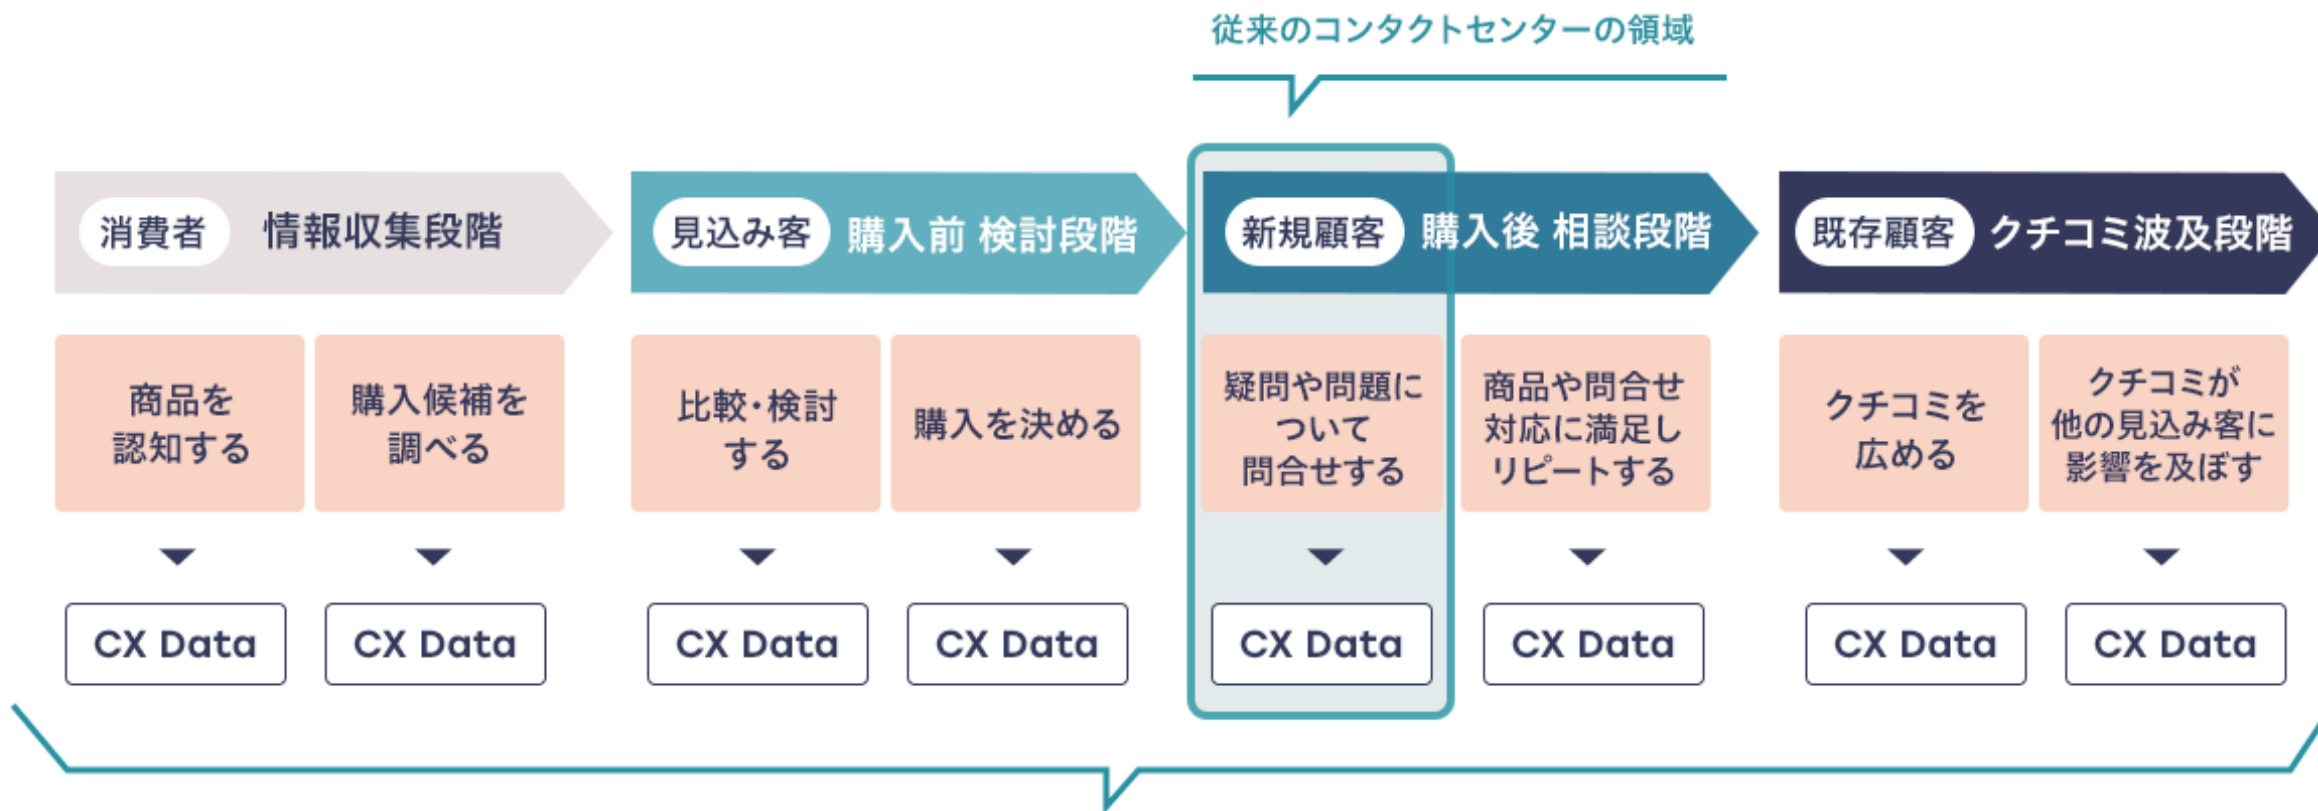 従来のコンタクトセンターの領域
消費者
情報収集段階
見込み客
購入前 検討段階
新規顧客
購入後 相談段階
既存顧客
クチコミ波及段階
商品を
認知する
購入候補を
調べる
比較・検討
する
購入を決める
疑問や問題に
ついて
問合せする
商品や問合せ
対応に満足し
リピートする
クチコミを
広める
クチコミが
他の見込み客に
影響を及ぼす
CX Data
CX Data
CX Data
CX Data
CX Data
CX Data
CX Data
CX Data